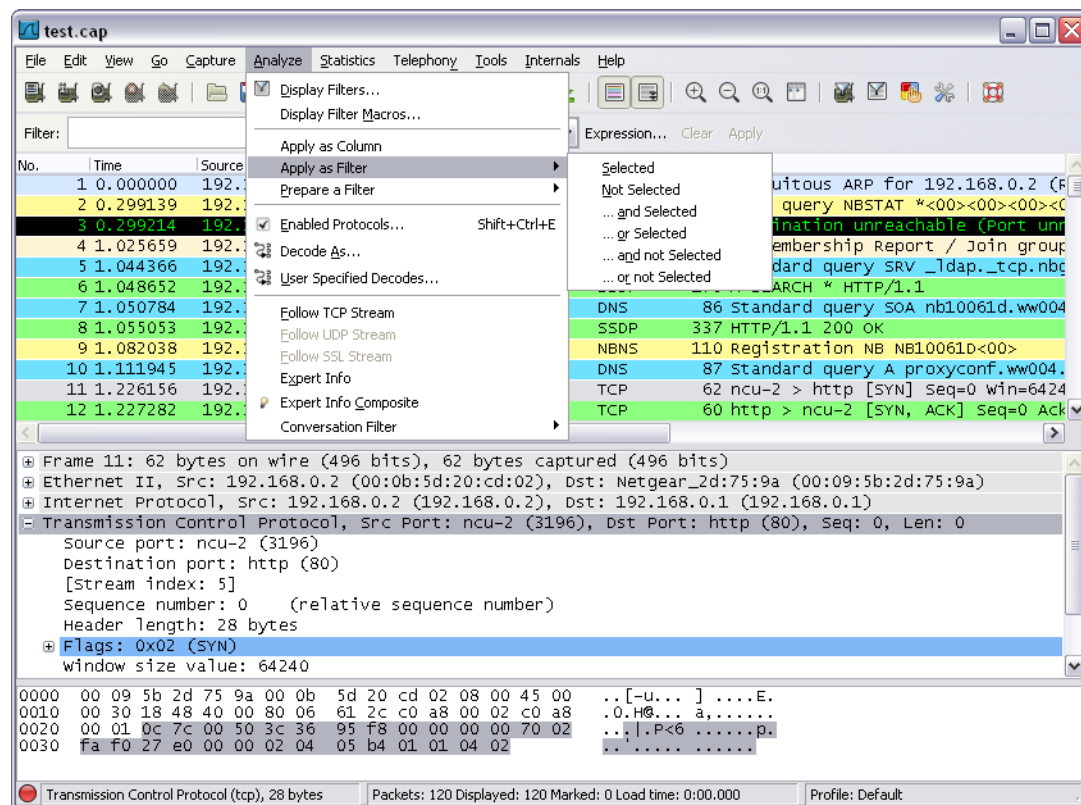 test.cap
File Edit View Go Capture Analyze Statistics Telephony Tools Internals Help
Filter: Expression... Clear Apply
Display Filters...
Display Filter Macros...
Apply as Column
Apply as Filter
Prepare a Filter
Enabled Protocols... Shift+Ctrl+E
Decode As...
User Specified Decodes...
Follow TCP Stream
Follow UDP Stream
Follow SSL Stream
Expert Info
Expert Info Composite
Conversation Filter
Selected
Not Selected
... and Selected
... or Selected
... and not Selected
... or not Selected
No. Time Source
1 0.000000 192. uitous ARP for 192.168.0.2 (R
2 0.299139 192. query NBSTAT *<00><00><00><
3 0.299214 192. ination unreachable (Port unr
4 1.025659 192. embership Report / Join group
5 1.044366 192. dard query SRV _ldap._tcp.nbg
6 1.048652 192. SEARCH * HTTP/1.1
7 1.050784 192. DNS 86 Standard query SOA nb10061d.ww004
8 1.055053 192. SSDP 337 HTTP/1.1 200 OK
9 1.082038 192. NBNS 110 Registration NB NB10061D<00>
10 1.111945 192. DNS 87 Standard query A proxyconf.ww004.
11 1.226156 192. TCP 62 ncu-2 > http [SYN] Seq=0 Win=6424
12 1.227282 192. TCP 60 http > ncu-2 [SYN, ACK] Seq=0 Ack
Frame 11: 62 bytes on wire (496 bits), 62 bytes captured (496 bits)
Ethernet II, Src: 192.168.0.2 (00:0b:5d:20:cd:02), Dst: Netgear_2d:75:9a (00:09:5b:2d:75:9a)
Internet Protocol, Src: 192.168.0.2 (192.168.0.2), Dst: 192.168.0.1 (192.168.0.1)
Transmission Control Protocol, Src Port: ncu-2 (3196), Dst Port: http (80), Seq: 0, Len: 0
Source port: ncu-2 (3196)
Destination port: http (80)
[Stream index: 5]
Sequence number: 0 (relative sequence number)
Header length: 28 bytes
Flags: 0x02 (SYN)
Window size value: 64240
0000 00 09 5b 2d 75 9a 00 0b 5d 20 cd 02 08 00 45 00 ..[-u... ] ....E.
0010 00 30 18 48 40 00 80 06 61 2c c0 a8 00 02 c0 a8 .0.H@... a,......
0020 00 01 0c 7c 00 50 3c 36 95 f8 00 00 00 00 70 02 ...|.P<6 ......p.
0030 fa f0 27 e0 00 00 02 04 05 b4 01 01 04 02 ..'..... ......
Transmission Control Protocol (tcp), 28 bytes Packets: 120 Displayed: 120 Marked: 0 Load time: 0:00.000 Profile: Default